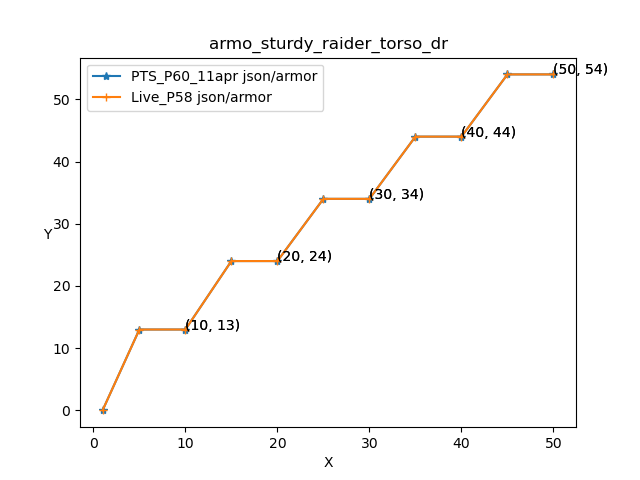 armo_sturdy_raider_torso_dr
PTS_P60_11apr json/armor
Live_P58 json/armor
(50, 54)
(40, 44)
(30, 34)
(20, 24)
(10, 13)
50
40
30
20
10
0
Y
0 10 20 30 40 50
X